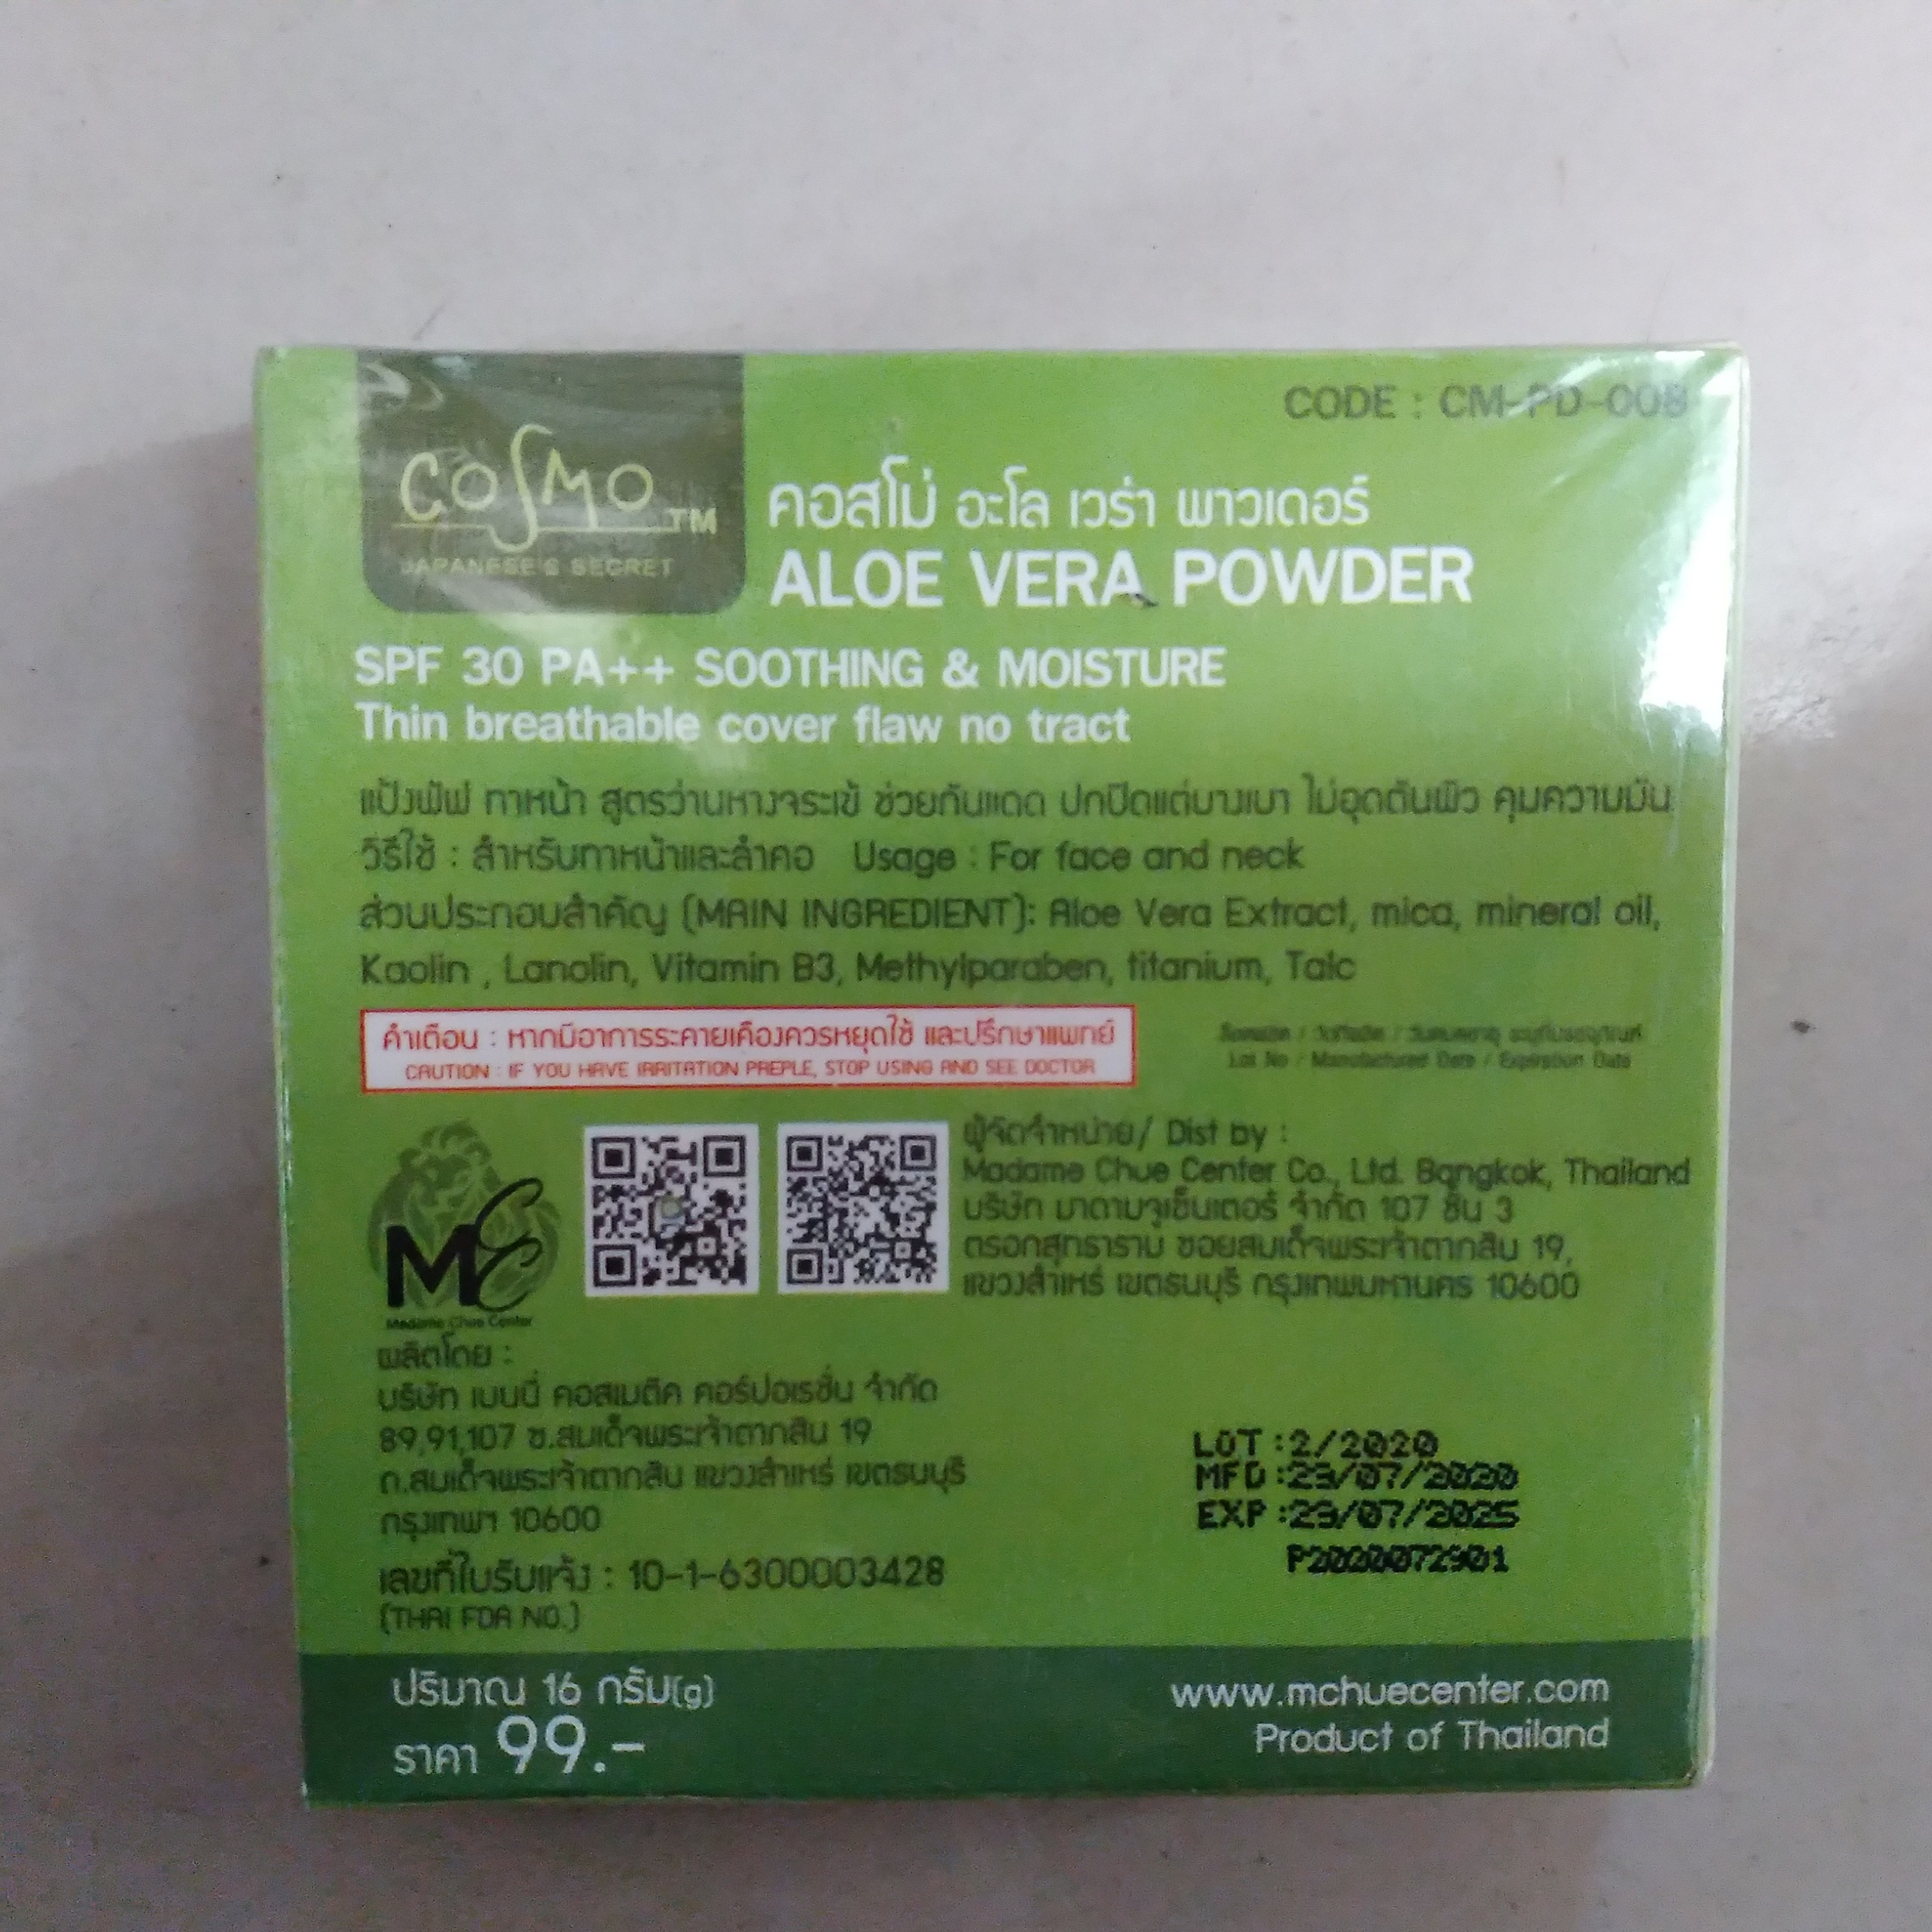 CODE : CM-PD-008
COSMO TM
JAPANESE'S SECRET
คอสโม่ อะโล เวร่า พาวเดอร์
ALOE VERA POWDER
SPF 30 PA++ SOOTHING & MOISTURE
Thin breathable cover flaw no tract
แป้งพัฟ ทาหน้า สูตรว่านหางจระเข้ ช่วยกันแดด ปกปิดแต่บางเบา ไม่อุดตันผิว คุมความมัน
วิธีใช้ : สำหรับทาหน้าและลำคอ Usage : For face and neck
ส่วนประกอบสำคัญ (MAIN INGREDIENT): Aloe Vera Extract, mica, mineral oil,
Kaolin , Lanolin, Vitamin B3, Methylparaben, titanium, Talc
คำเตือน : หากมีอาการระคายเคืองควรหยุดใช้ และปรึกษาแพทย์
CAUTION : IF YOU HAVE IRRITATION PREPLE, STOP USING AND SEE DOCTOR
Lot No / Manufactured Date / Expiration Date
MC
Madame Chue Center
ผู้จัดจำหน่าย/ Dist by :
Madame Chue Center Co., Ltd. Bangkok, Thailand
บริษัท มาดามจูเซ็นเตอร์ จำกัด 107 ชั้น 3
ตรอกสุทธาราม ซอยสมเด็จพระเจ้าตากสิน 19,
แขวงสำเหร่ เขตธนบุรี กรุงเทพมหานคร 10600
ผลิตโดย :
บริษัท เบนนี่ คอสเมติค คอร์ปอเรชั่น จำกัด
89,91,107 ซ.สมเด็จพระเจ้าตากสิน 19
ถ.สมเด็จพระเจ้าตากสิน แขวงสำเหร่ เขตธนบุรี
กรุงเทพฯ 10600
เลขที่ใบรับแจ้ง : 10-1-6300003428
(THAI FDA NO.)
LOT :2/2020
MFD :29/07/2020
EXP :29/07/2025
P2020072901
ปริมาณ 16 กรัม(g)
ราคา 99.-
www.mchuecenter.com
Product of Thailand